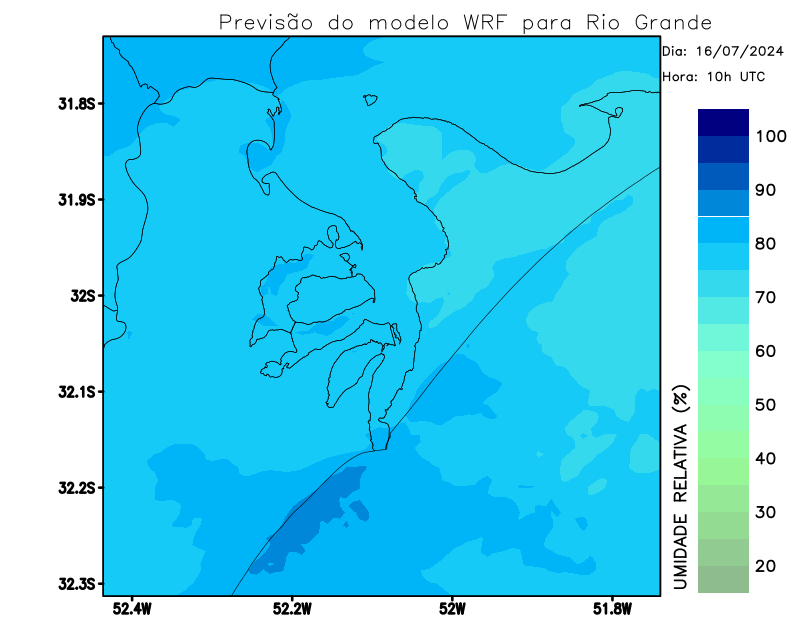 Previsão do modelo WRF para Rio Grande
Dia: 16/07/2024
Hora: 10h UTC
31.8S
31.9S
32S
32.1S
32.2S
32.3S
52.4W
52.2W
52W
51.8W
100
90
80
70
60
50
40
30
20
UMIDADE RELATIVA (%)